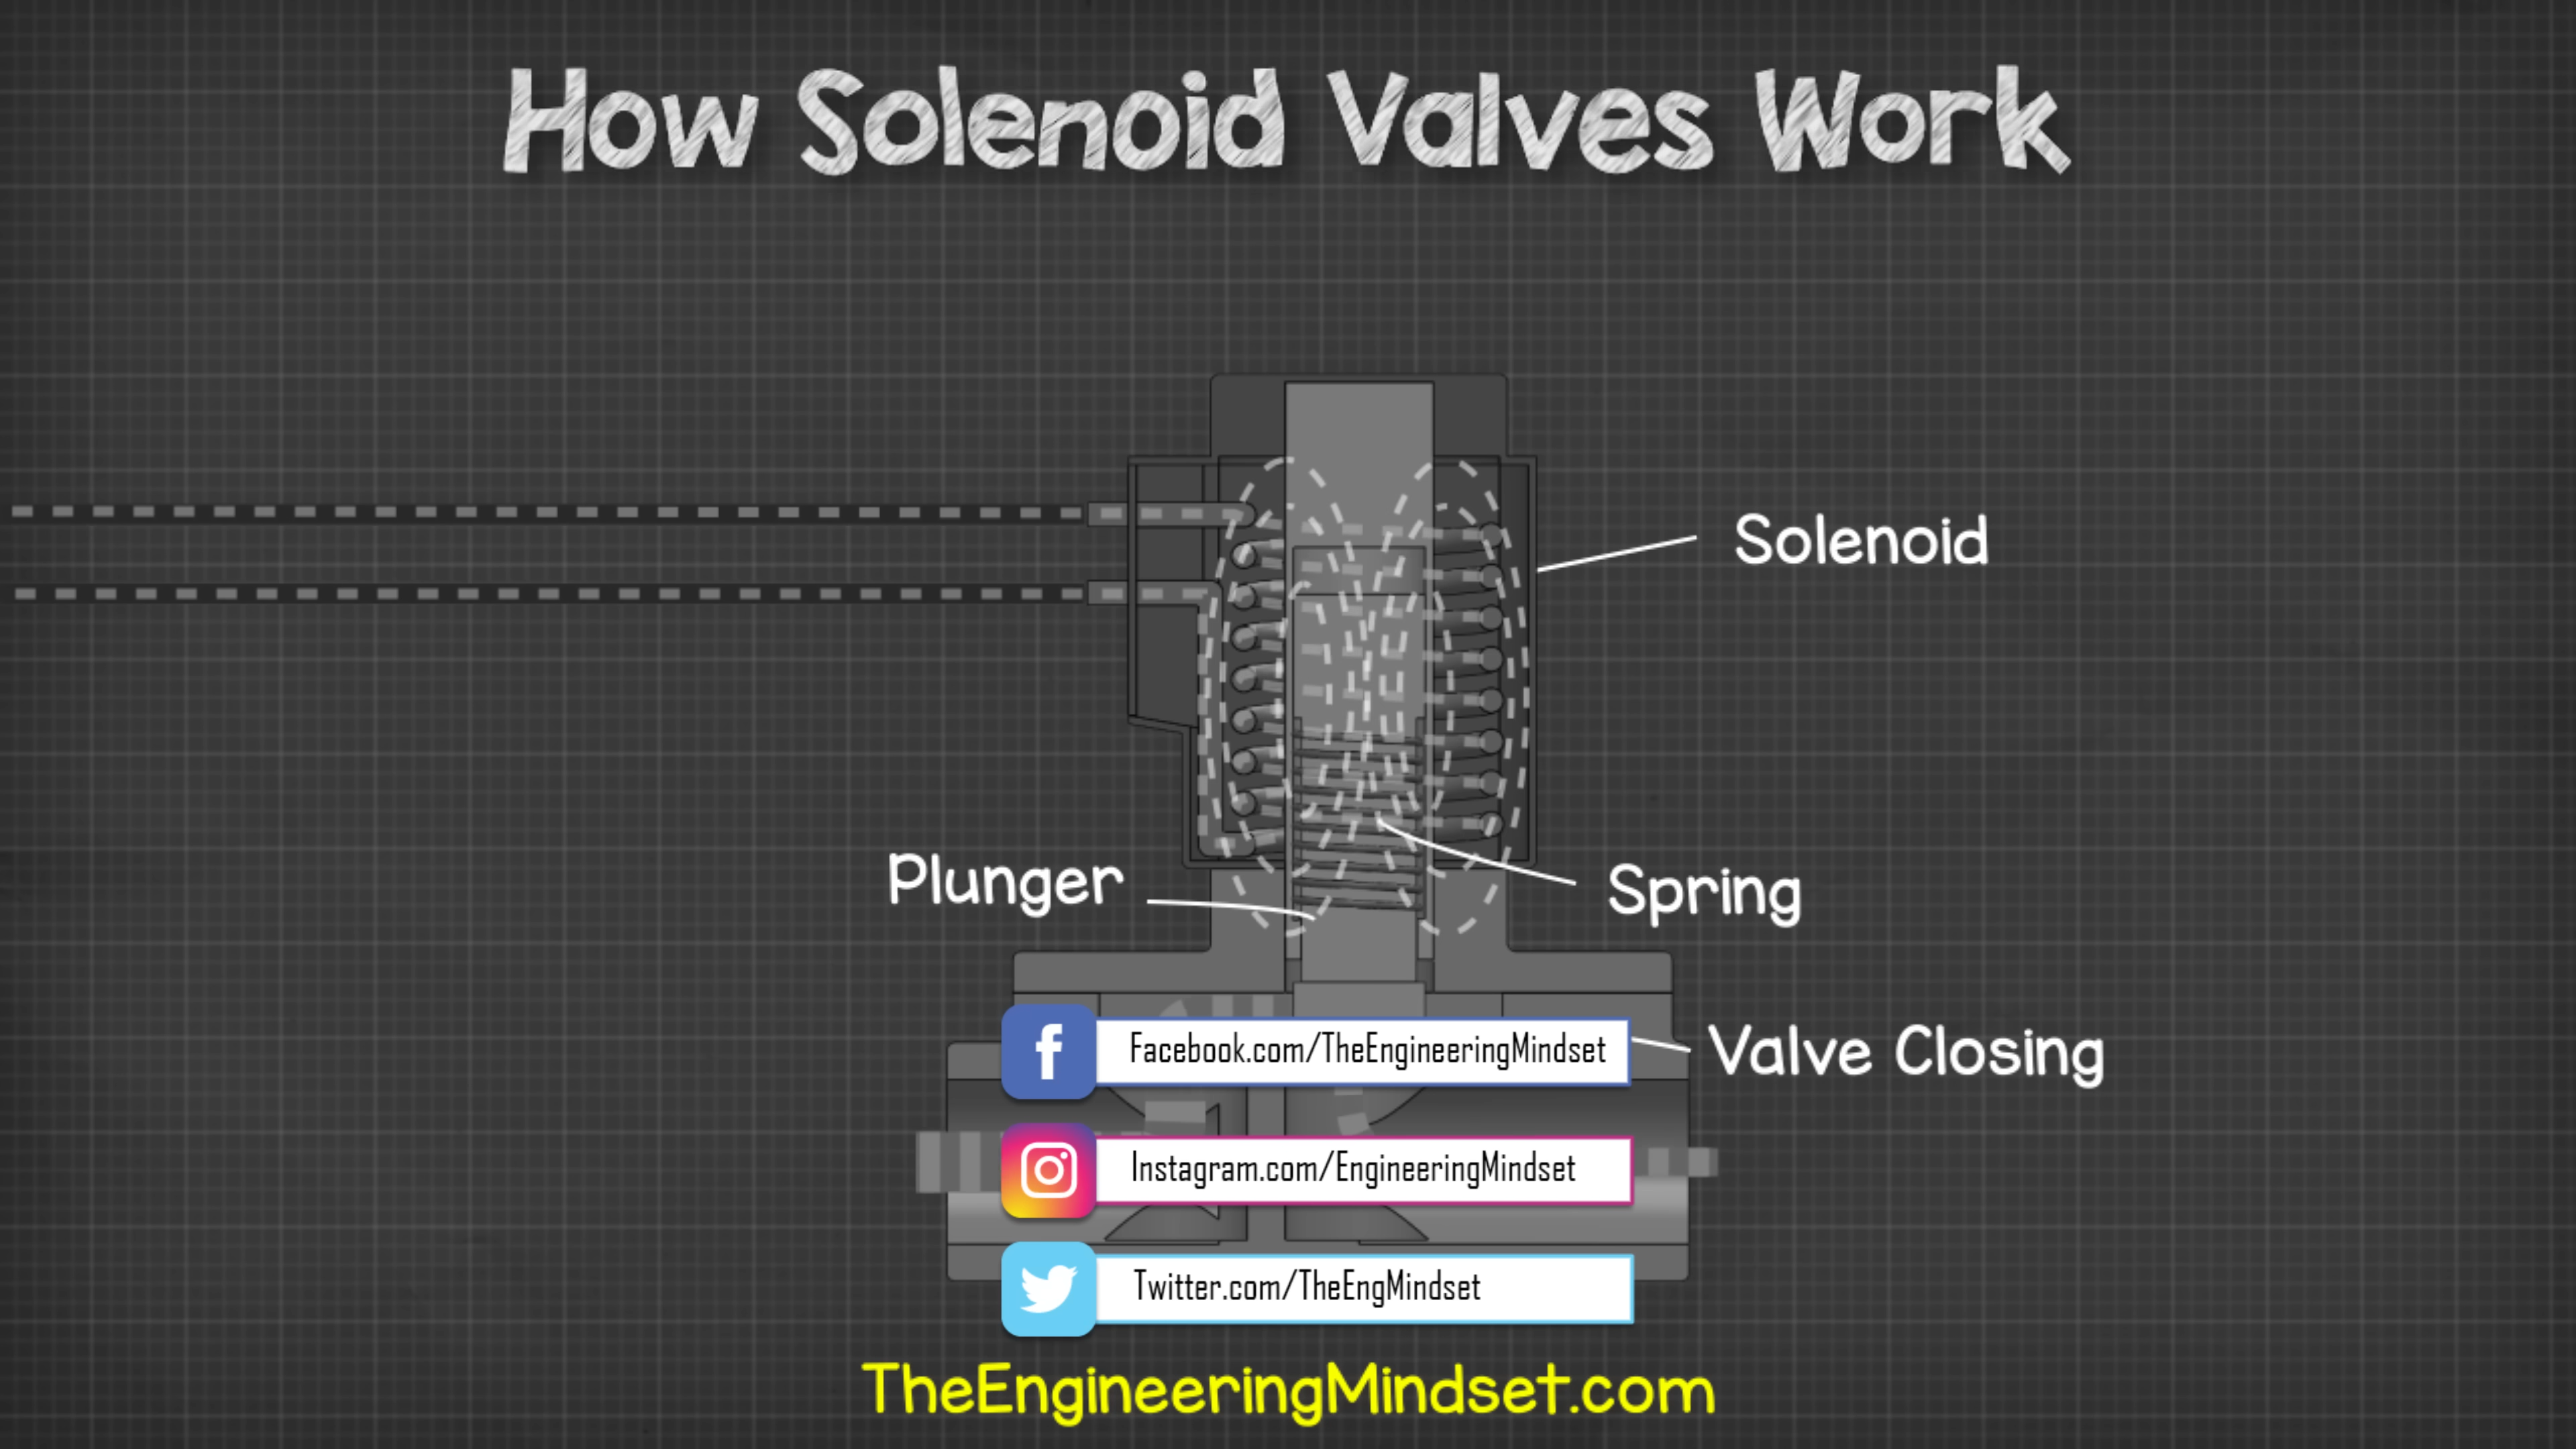 How Solenoid Valves Work
Solenoid
Plunger
Spring
Facebook.com/TheEngineeringMindset
Valve Closing
Instagram.com/EngineeringMindset
Twitter.com/TheEngMindset
TheEngineeringMindset.com